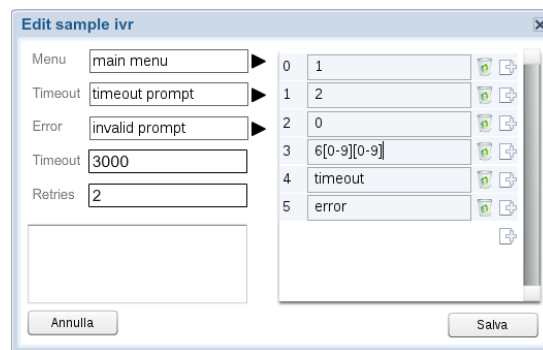 Edit sample ivr
Menu main menu
Timeout timeout prompt
Error invalid prompt
Timeout 3000
Retries 2
0 1
1 2
2 0
3 6[0-9][0-9]
4 timeout
5 error
Annulla
Salva